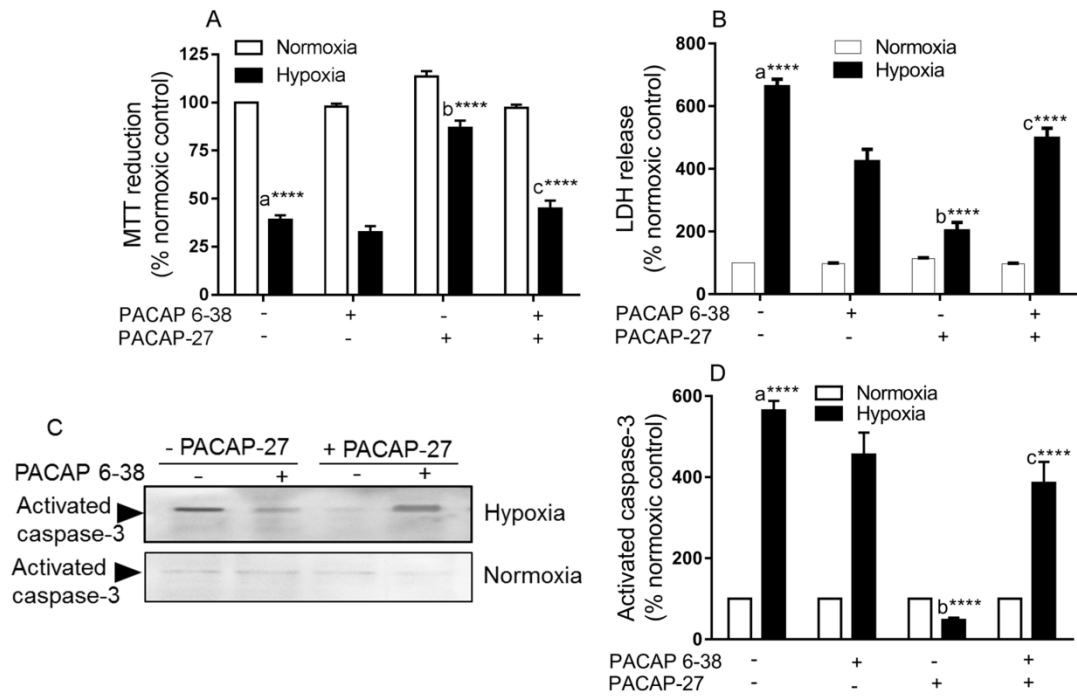 A
Normoxia
Hypoxia
MTT reduction
(% normoxic control)
125
100
75
50
25
0
a****
b****
c****
PACAP 6-38 - + - +
PACAP-27 - - + +
B
Normoxia
Hypoxia
LDH release
(% normoxic control)
800
600
400
200
0
a****
b****
c****
PACAP 6-38 - + - +
PACAP-27 - - + +
C
- PACAP-27 + PACAP-27
PACAP 6-38 - + - +
Activated
caspase-3
Hypoxia
Activated
caspase-3
Normoxia
D
Normoxia
Hypoxia
Activated caspase-3
(% normoxic control)
600
400
200
0
a****
b****
c****
PACAP 6-38 - + - +
PACAP-27 - - + +